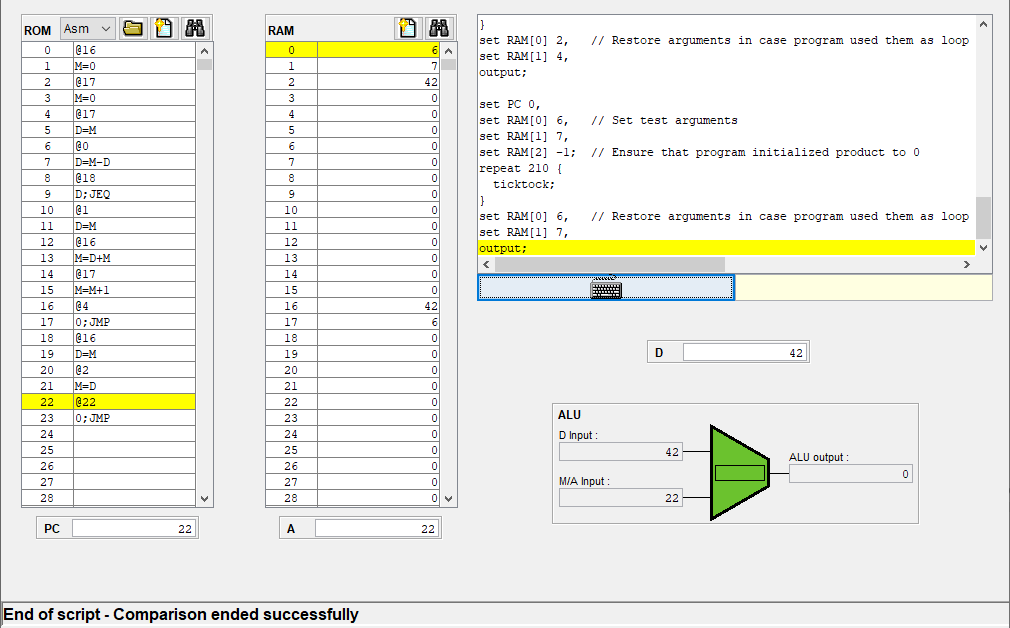 ROM Asm
0 @16
1 M=0
2 @17
3 M=0
4 @17
5 D=M
6 @0
7 D=M-D
8 @18
9 D;JEQ
10 @1
11 D=M
12 @16
13 M=D+M
14 @17
15 M=M+1
16 @4
17 0;JMP
18 @16
19 D=M
20 @2
21 M=D
22 @22
23 0;JMP
24
25
26
27
28
PC 22
RAM
0 6
1 7
2 42
3 0
4 0
5 0
6 0
7 0
8 0
9 0
10 0
11 0
12 0
13 0
14 0
15 0
16 42
17 6
18 0
19 0
20 0
21 0
22 0
23 0
24 0
25 0
26 0
27 0
28 0
A 22
}
set RAM[0] 2,   // Restore arguments in case program used them as loop
set RAM[1] 4,
output;
set PC 0,
set RAM[0] 6,   // Set test arguments
set RAM[1] 7,
set RAM[2] -1;  // Ensure that program initialized product to 0
repeat 210 {
ticktock;
}
set RAM[0] 6,   // Restore arguments in case program used them as loop
set RAM[1] 7,
output;
D 42
ALU
D Input :
42
M/A Input :
22
ALU output :
0
End of script - Comparison ended successfully